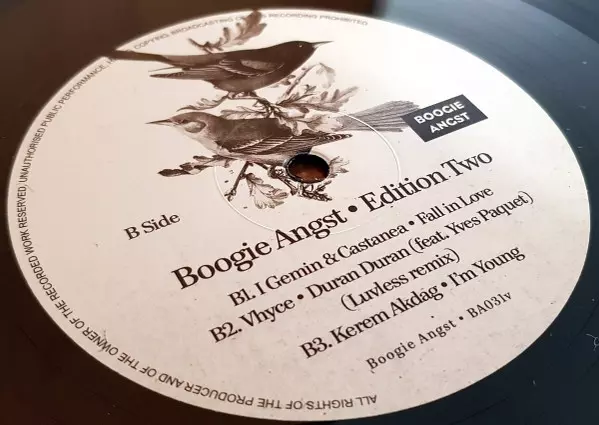 BOOGIE
ANGST
B Side
Boogie Angst • Edition Two
B1. I Gemin & Castanea • Fall in Love
B2. Vhyce • Duran Duran (feat. Yves Paquet)
(Luvless remix)
B3. Kerem Akdağ • I'm Young
Boogie Angst • BA031v
ALL RIGHTS OF THE PRODUCER AND OF THE OWNER OF THE RECORDED WORK RESERVED, UNAUTHORISED PUBLIC PERFORMANCE, COPYING, BROADCASTING RECORDING PROHIBITED